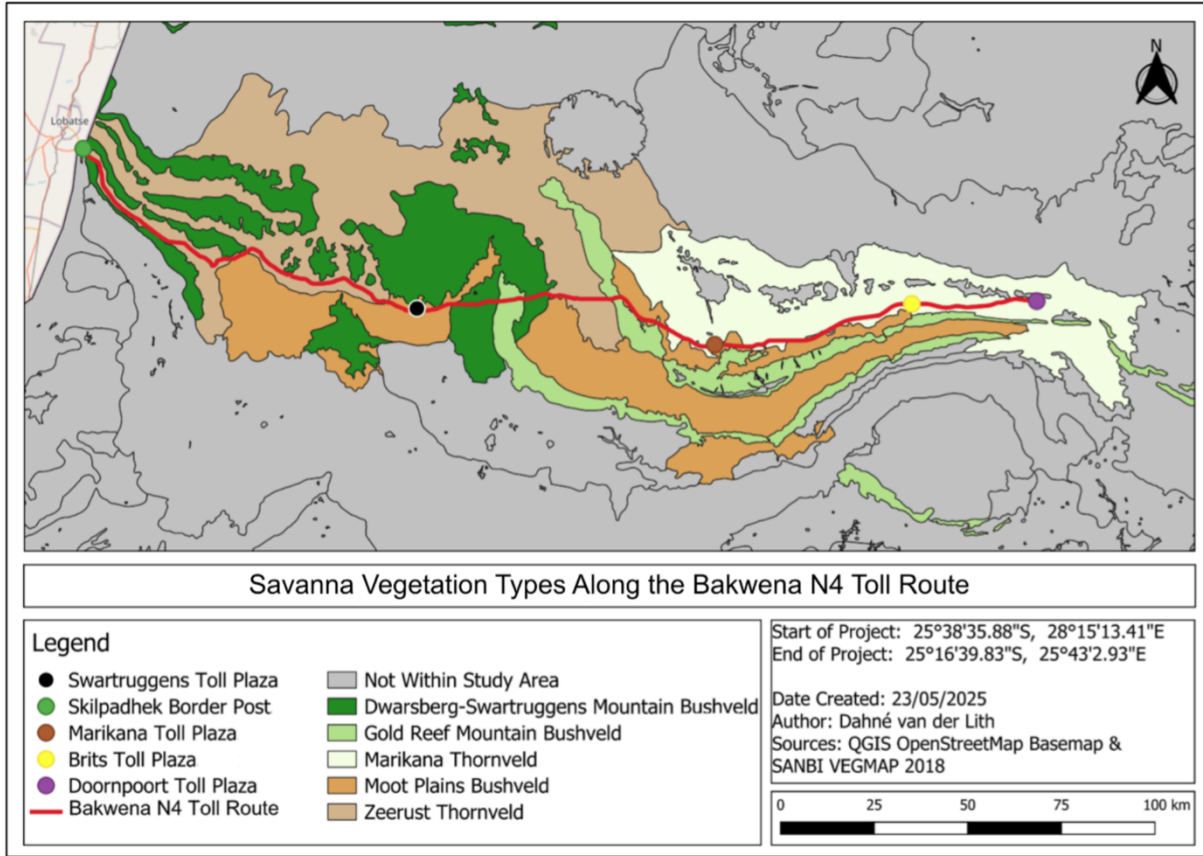 N
Lobatse
Savanna Vegetation Types Along the Bakwena N4 Toll Route
Legend
Swartruggens Toll Plaza
Skilpadhek Border Post
Marikana Toll Plaza
Brits Toll Plaza
Doornpoort Toll Plaza
Bakwena N4 Toll Route
Not Within Study Area
Dwarsberg-Swartruggens Mountain Bushveld
Gold Reef Mountain Bushveld
Marikana Thornveld
Moot Plains Bushveld
Zeerust Thornveld
Start of Project: 25°38'35.88"S, 28°15'13.41"E
End of Project: 25°16'39.83"S, 25°43'2.93"E
Date Created: 23/05/2025
Author: Dahné van der Lith
Sources: QGIS OpenStreetMap Basemap &
SANBI VEGMAP 2018
0 25 50 75 100 km